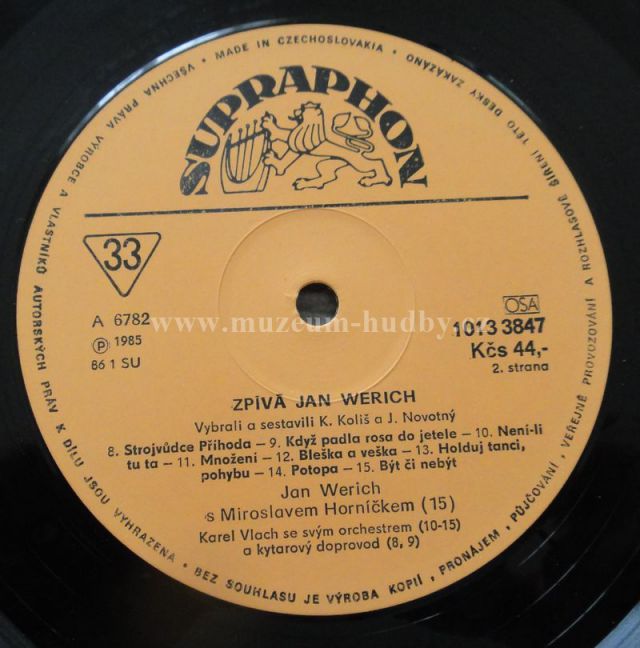 VŠECHNA PRÁVA VÝROBCE A VLASTNÍKŮ AUTORSKÝCH PRÁV K DÍLU JSOU VYHRAZENA • BEZ SOUHLASU JE VÝROBA KOPIÍ, PRONÁJEM, PŮJČOVÁNÍ, VEŘEJNÉ PROVOZOVÁNÍ A ROZHLASOVÉ ŠÍŘENÍ TÉTO DESKY ZAKÁZÁNO • MADE IN CZECHOSLOVAKIA •
SUPRAPHON
33
OSA
A 6782
1013 3847
℗ 1985
Kčs 44,-
86 1 SU
2. strana
www.muzeum-hudby.cz
ZPÍVÁ JAN WERICH
Vybrali a sestavili K. Koliš a J. Novotný
8. Strojvůdce Příhoda — 9. Když padla rosa do jetele — 10. Není-li
tu ta — 11. Množení — 12. Bleška a veška — 13. Holduj tanci,
pohybu — 14. Potopa — 15. Být či nebýt
Jan Werich
s Miroslavem Horníčkem (15)
Karel Vlach se svým orchestrem (10-15)
a kytarový doprovod (8, 9)